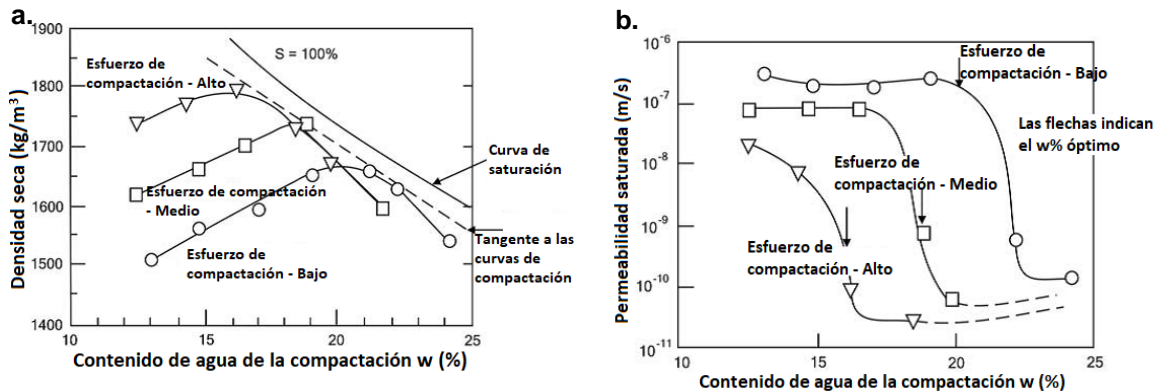 a.
Densidad seca (kg/m³)
1900
1800
1700
1600
1500
1400
Esfuerzo de
compactación - Alto
S = 100%
Curva de
saturación
Esfuerzo de compactación
- Medio
Esfuerzo de
compactación - Bajo
Tangente a las
curvas de
compactación
10 15 20 25
Contenido de agua de la compactación w (%)
b.
Permeabilidad saturada (m/s)
10⁻⁶
10⁻⁷
10⁻⁸
10⁻⁹
10⁻¹⁰
10⁻¹¹
Esfuerzo de
compactación - Bajo
Las flechas indican
el w% óptimo
Esfuerzo de
compactación - Medio
Esfuerzo de
compactación - Alto
10 15 20 25
Contenido de agua de la compactación w (%)